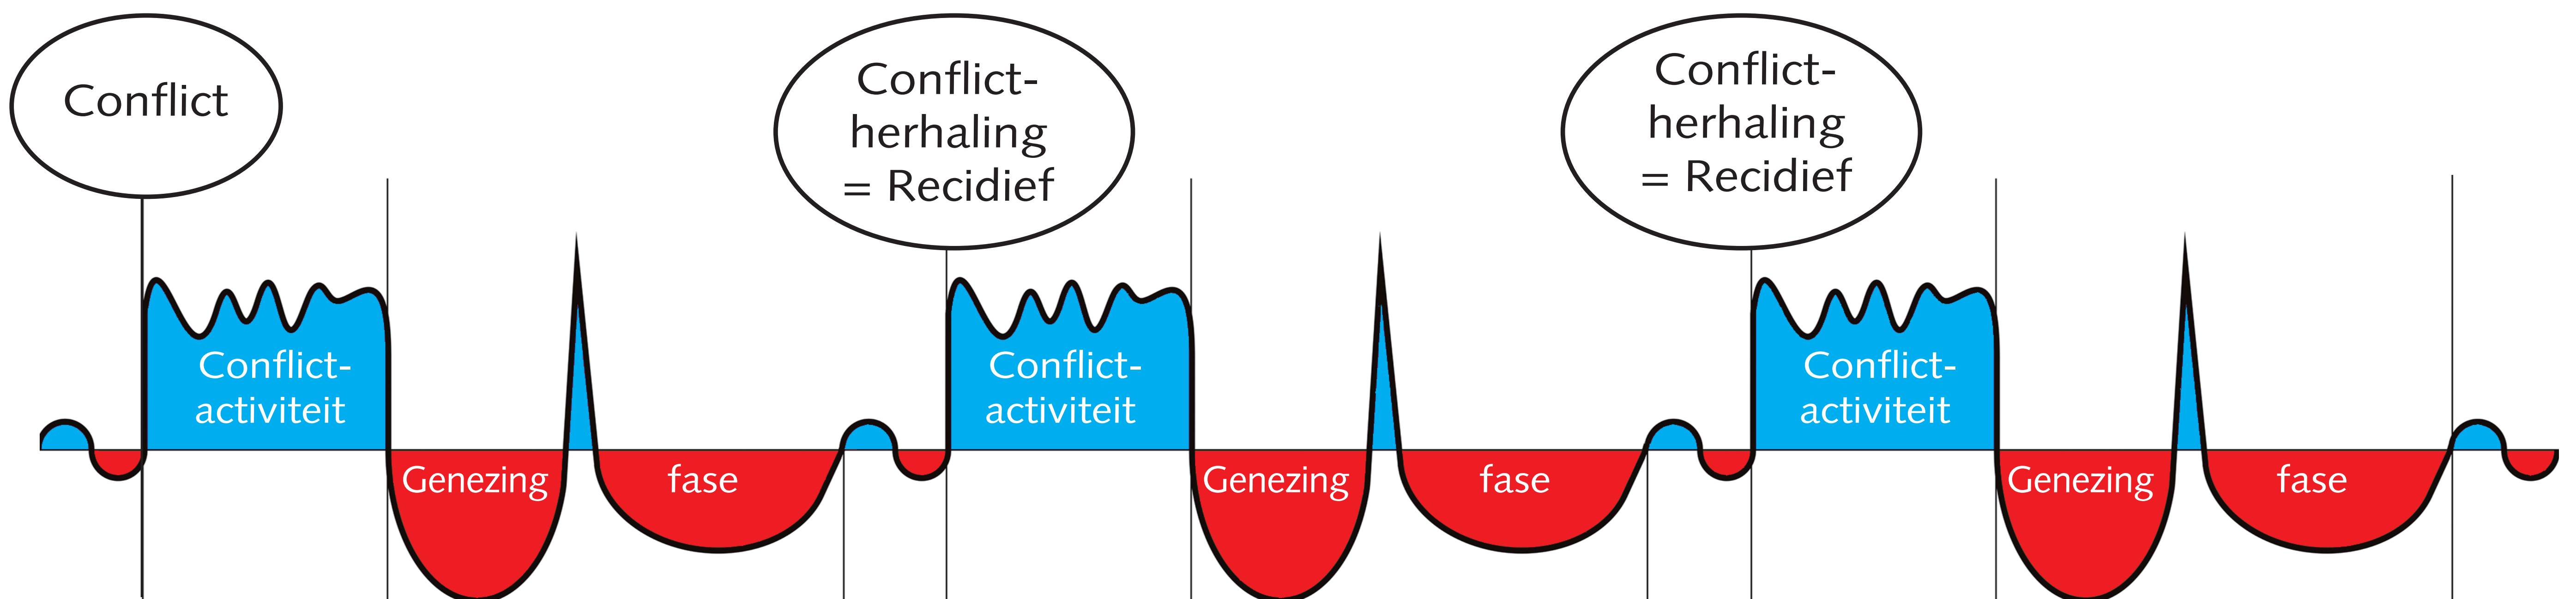 Conflict
Conflict-
herhaling
= Recidief
Conflict-
herhaling
= Recidief
Conflict-
activiteit
Conflict-
activiteit
Conflict-
activiteit
Genezing fase Genezing fase Genezing fase